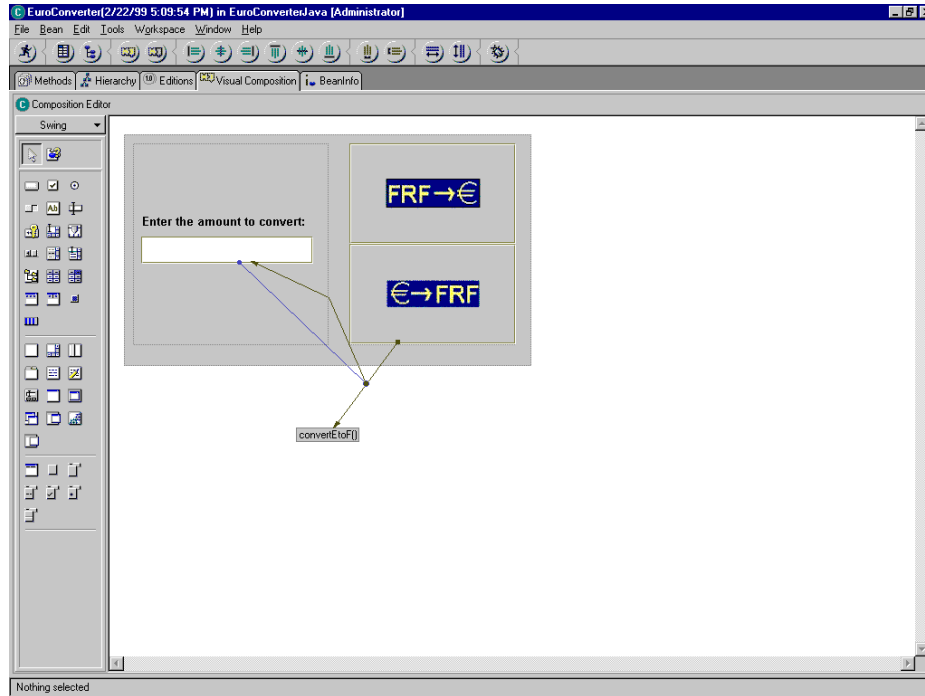 EuroConverter(2/22/99 5:09:54 PM) in EuroConverterJava [Administrator]
File Bean Edit Tools Workspace Window Help
Methods Hierarchy Editions Visual Composition BeanInfo
Composition Editor
Swing
FRF→€
Enter the amount to convert:
€→FRF
convertEtoF()
Nothing selected